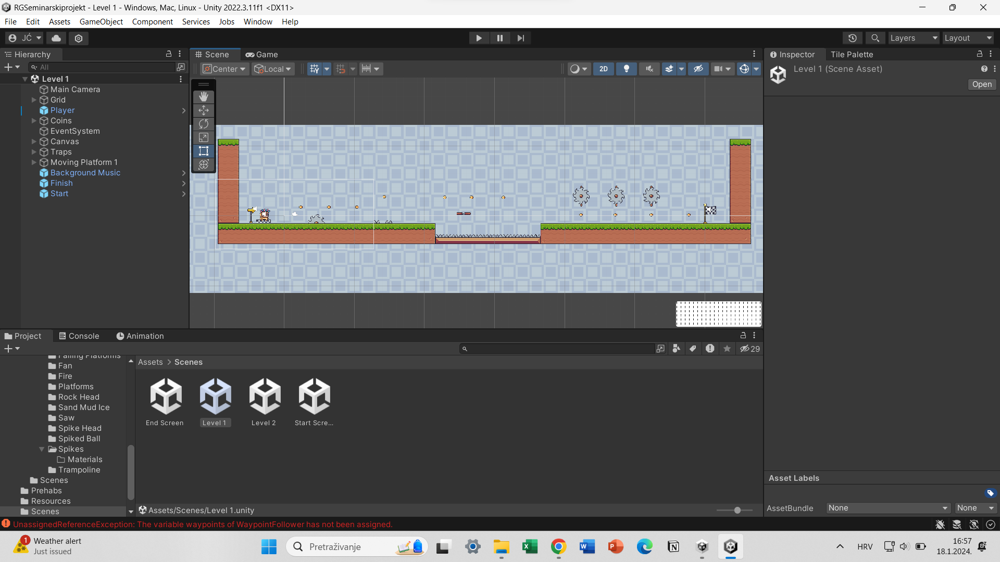 RGSeminarskiprojekt - Level 1 - Windows, Mac, Linux - Unity 2022.3.11f1 <DX11>
File Edit Assets GameObject Component Services Jobs Window Help
JĆ Layers Layout
Hierarchy Scene Game Inspector Tile Palette
All Center Local 2D Level 1 (Scene Asset)
Open
Level 1
Main Camera
Grid
Player
Coins
EventSystem
Canvas
Traps
Moving Platform 1
Background Music
Finish
Start
Project Console Animation
29
Falling Platforms
Fan
Fire
Platforms
Rock Head
Sand Mud Ice
Saw
Spike Head
Spiked Ball
Spikes
Materials
Trampoline
Scenes
Prehabs
Resources
Scenes
Assets > Scenes
End Screen Level 1 Level 2 Start Scre...
Assets/Scenes/Level 1.unity
Asset Labels
AssetBundle None None
UnassignedReferenceException: The variable waypoints of WaypointFollower has not been assigned.
1
Weather alert
Just issued
Pretraživanje
HRV
16:57
18.1.2024.